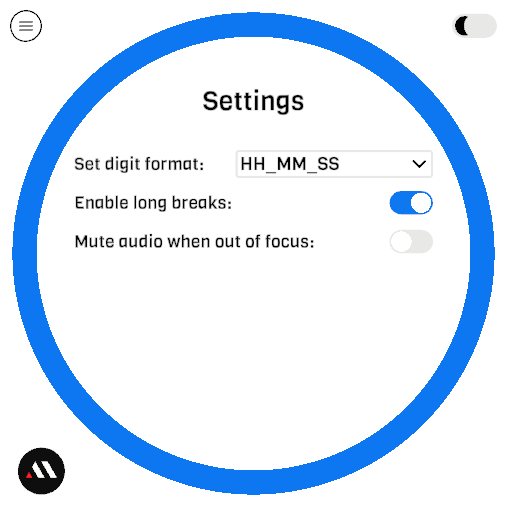 Settings
Set digit format: HH_MM_SS
Enable long breaks:
Mute audio when out of focus: